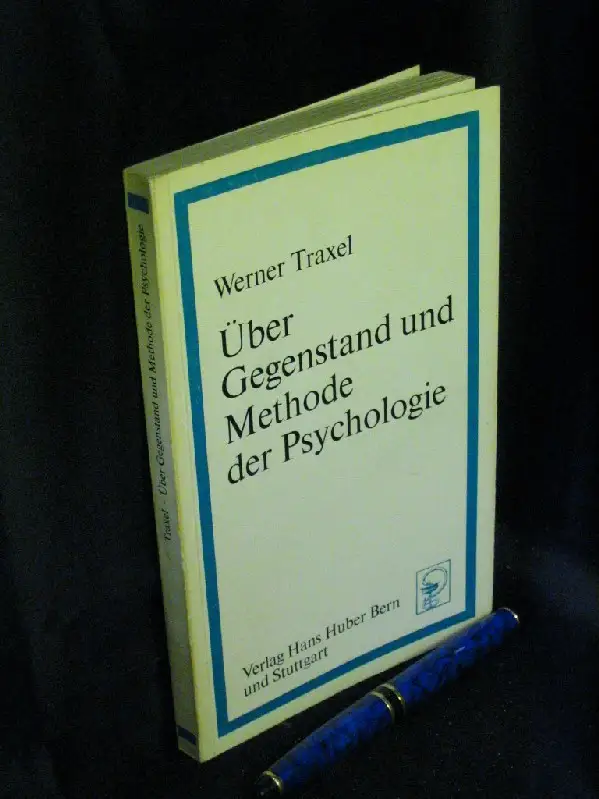 Werner Traxel
Über
Gegenstand und
Methode
der Psychologie
Verlag Hans Huber Bern
und Stuttgart
Traxel - Über Gegenstand und Methode der Psychologie